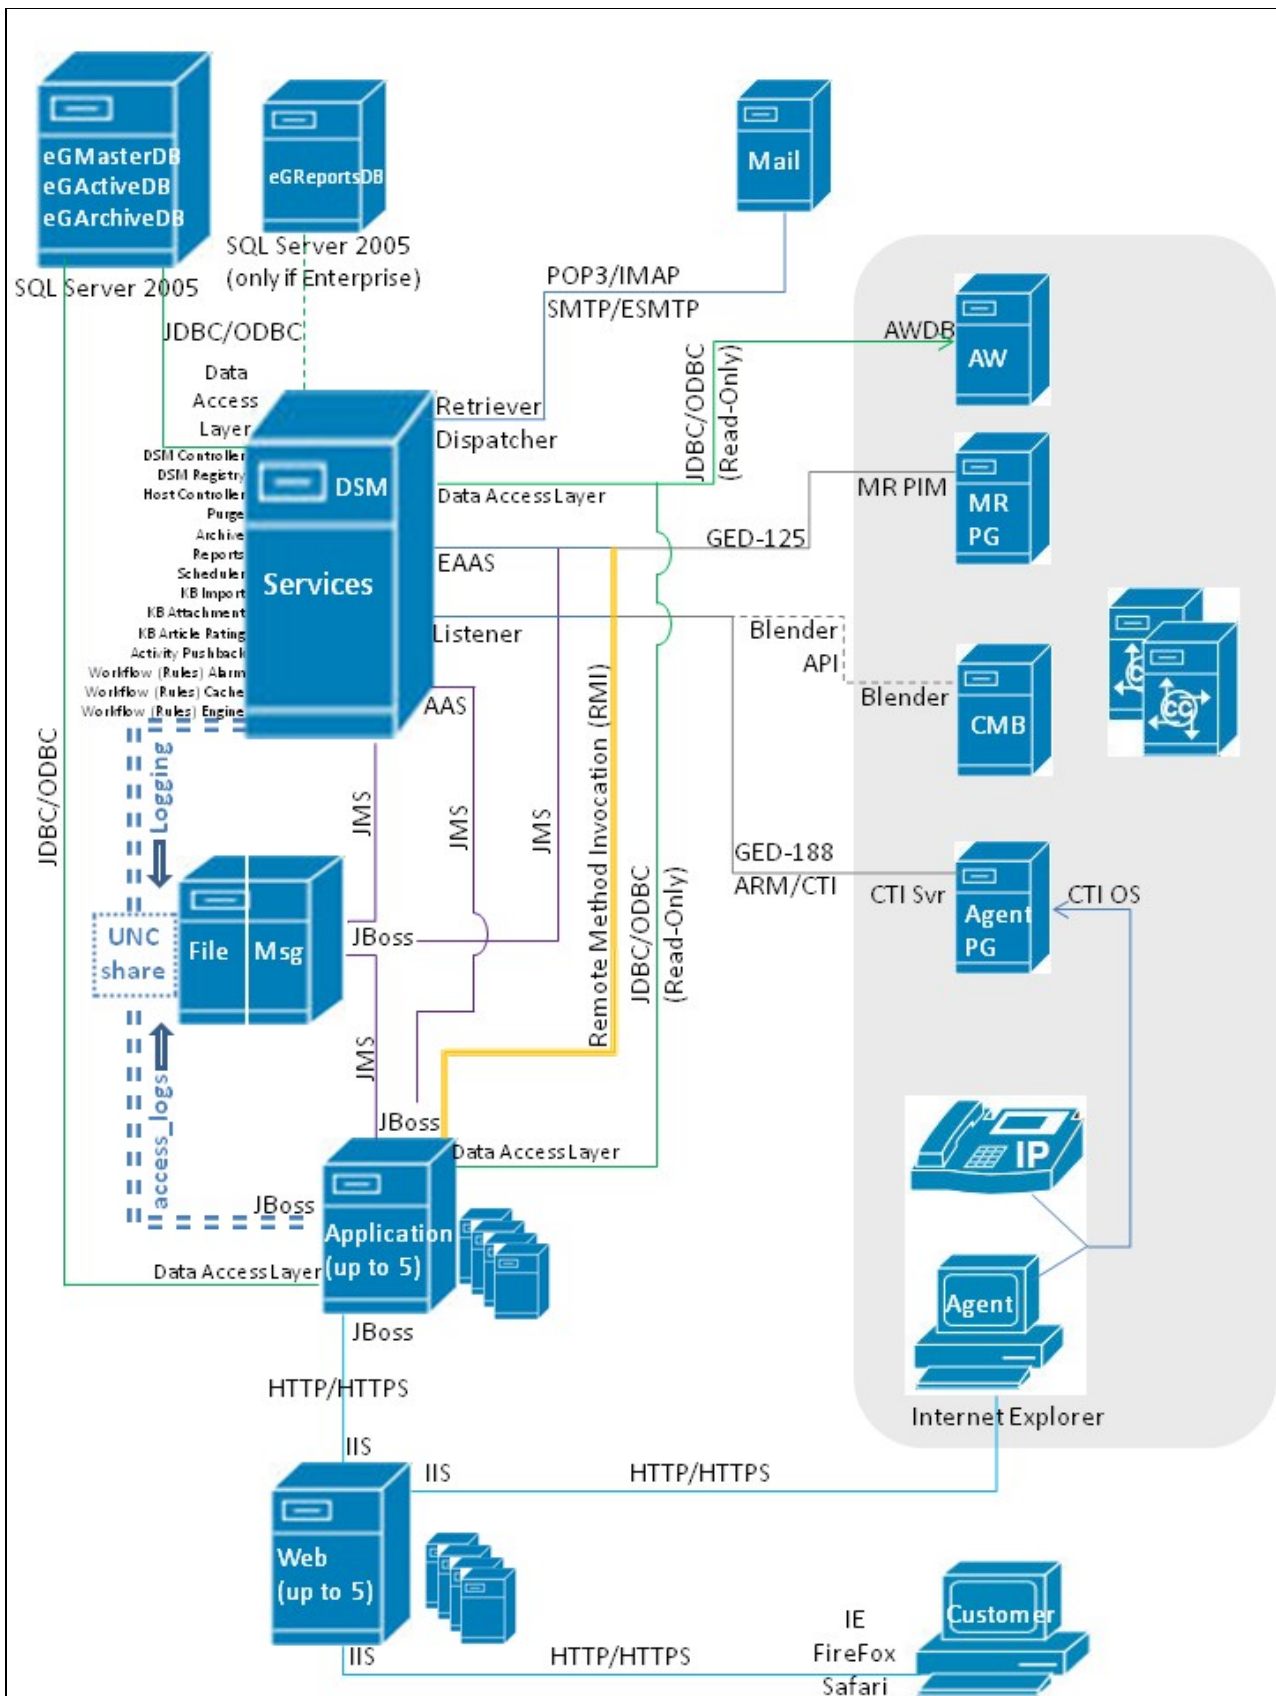 eGMasterDB
eGActiveDB
eGArchiveDB
SQL Server 2005
eGReportsDB
SQL Server 2005
(only if Enterprise)
Mail
POP3/IMAP
SMTP/ESMTP
JDBC/ODBC
Data
Access
Layer
DSM Controller
DSM Registry
Host Controller
Purge
Archive
Reports
Scheduler
KB Import
KB Attachment
KB Article Rating
Activity Pushback
Workflow (Rules) Alarm
Workflow (Rules) Cache
Workflow (Rules) Engine
DSM
Services
Retriever
Dispatcher
Data Access Layer
EAAS
Listener
AAS
JDBC/ODBC
(Read-Only)
AWDB
AW
MR PIM
MR
PG
GED-125
Blender
API
Blender
CMB
C
CC
GED-188
ARM/CTI
CTI Svr
Agent
PG
CTI OS
JDBC/ODBC
Logging
UNC
share
access_logs
File
Msg
JMS
JMS
JMS
JMS
JBoss
Remote Method Invocation (RMI)
JDBC/ODBC
(Read-Only)
JBoss
Data Access Layer
JBoss
Data Access Layer
Application
(up to 5)
JBoss
IP
Agent
Internet Explorer
HTTP/HTTPS
IIS
IIS
HTTP/HTTPS
Web
(up to 5)
IIS
HTTP/HTTPS
IE
FireFox
Safari
Customer